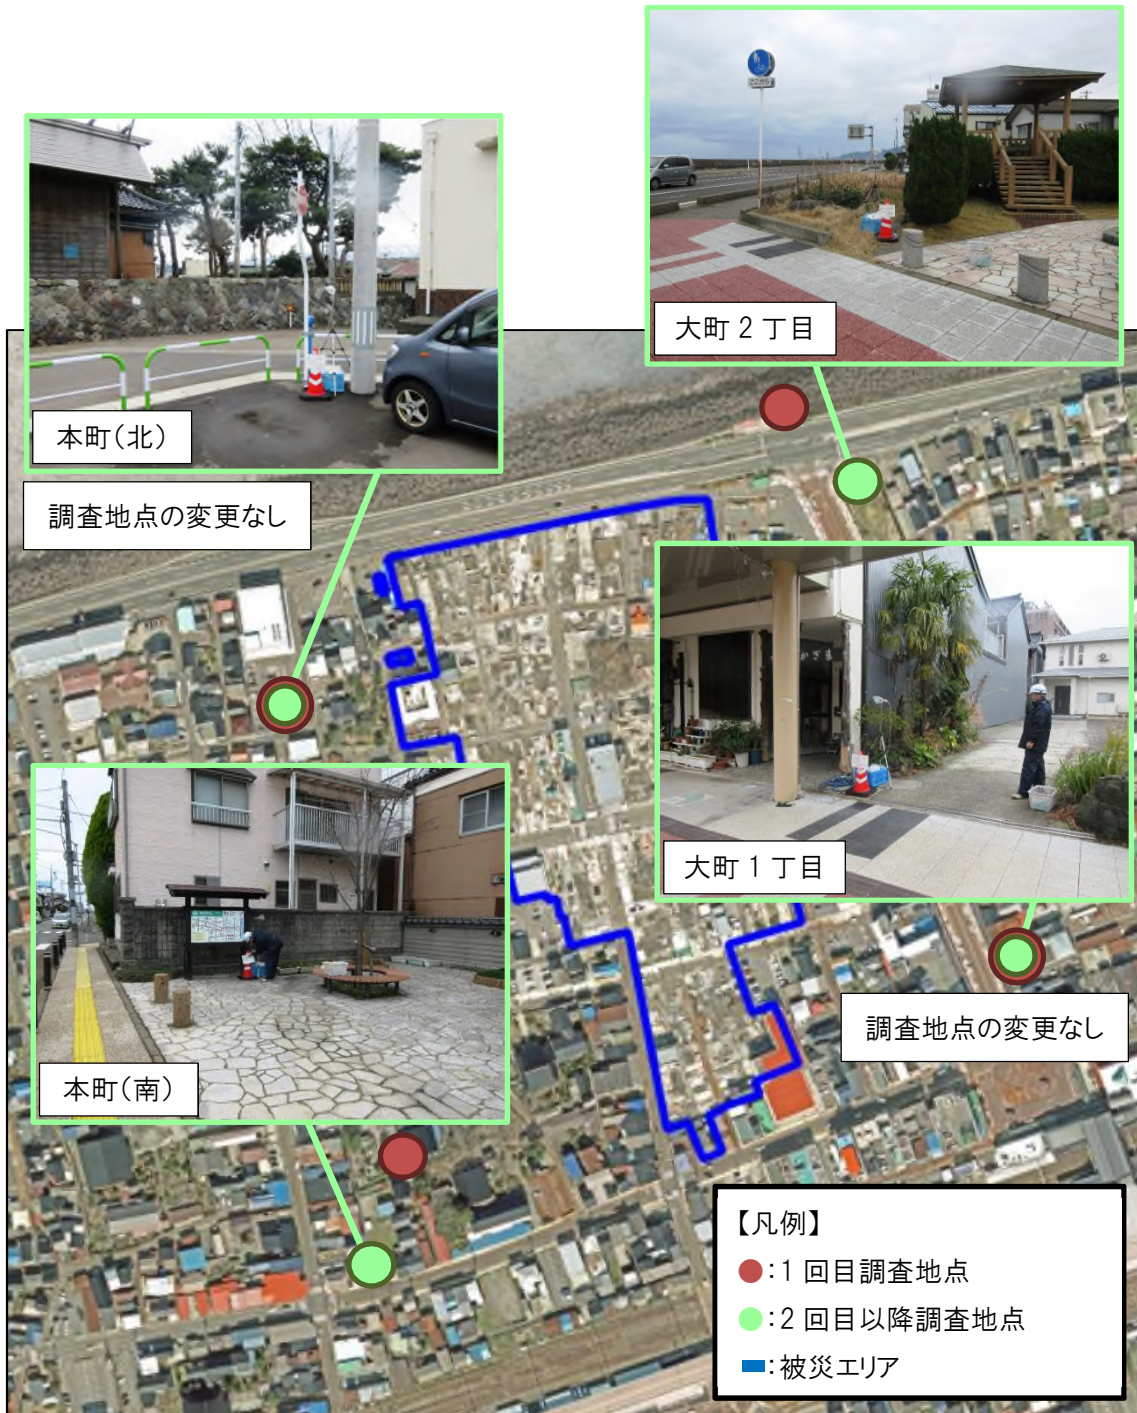 大町 2 丁目
本町(北)
調査地点の変更なし
かざま
大町 1 丁目
調査地点の変更なし
本町(南)
【凡例】
●:1 回目調査地点
●:2 回目以降調査地点
■:被災エリア